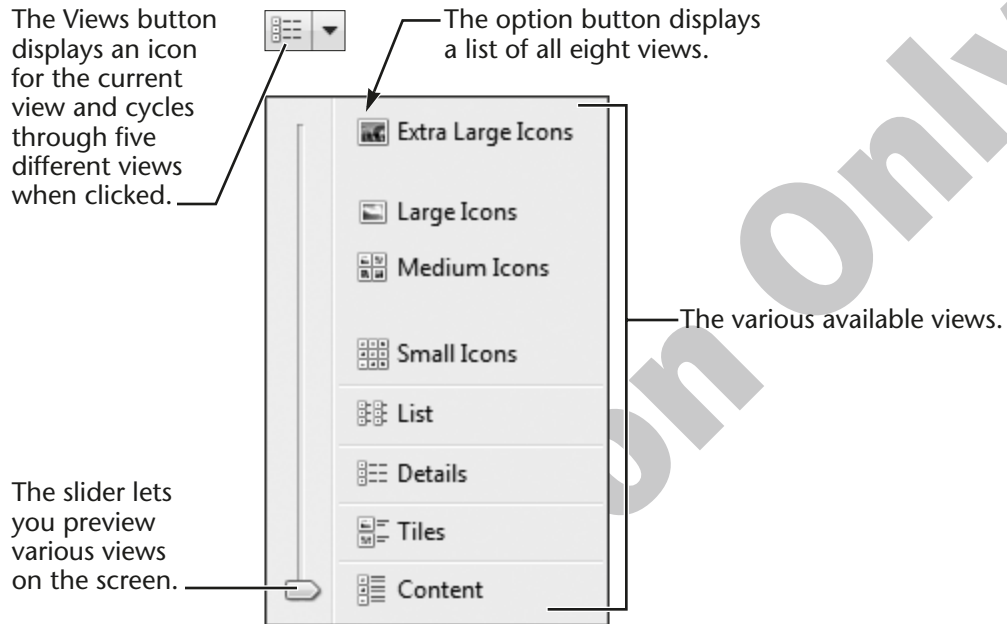 The Views button
displays an icon
for the current
view and cycles
through five
different views
when clicked.
The option button displays
a list of all eight views.
Extra Large Icons
Large Icons
Medium Icons
Small Icons
List
Details
Tiles
Content
The various available views.
The slider lets
you preview
various views
on the screen.
on Only